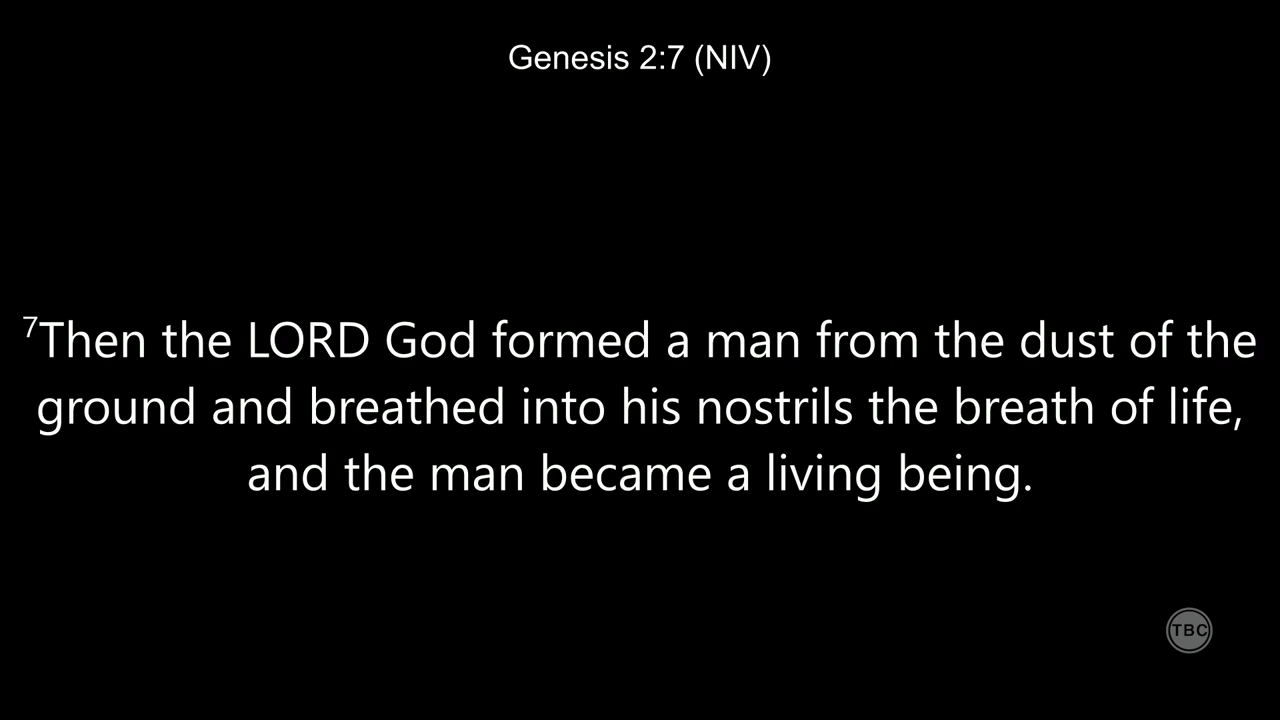 Genesis 2:7 (NIV)
7Then the LORD God formed a man from the dust of the
ground and breathed into his nostrils the breath of life,
and the man became a living being.
TBC